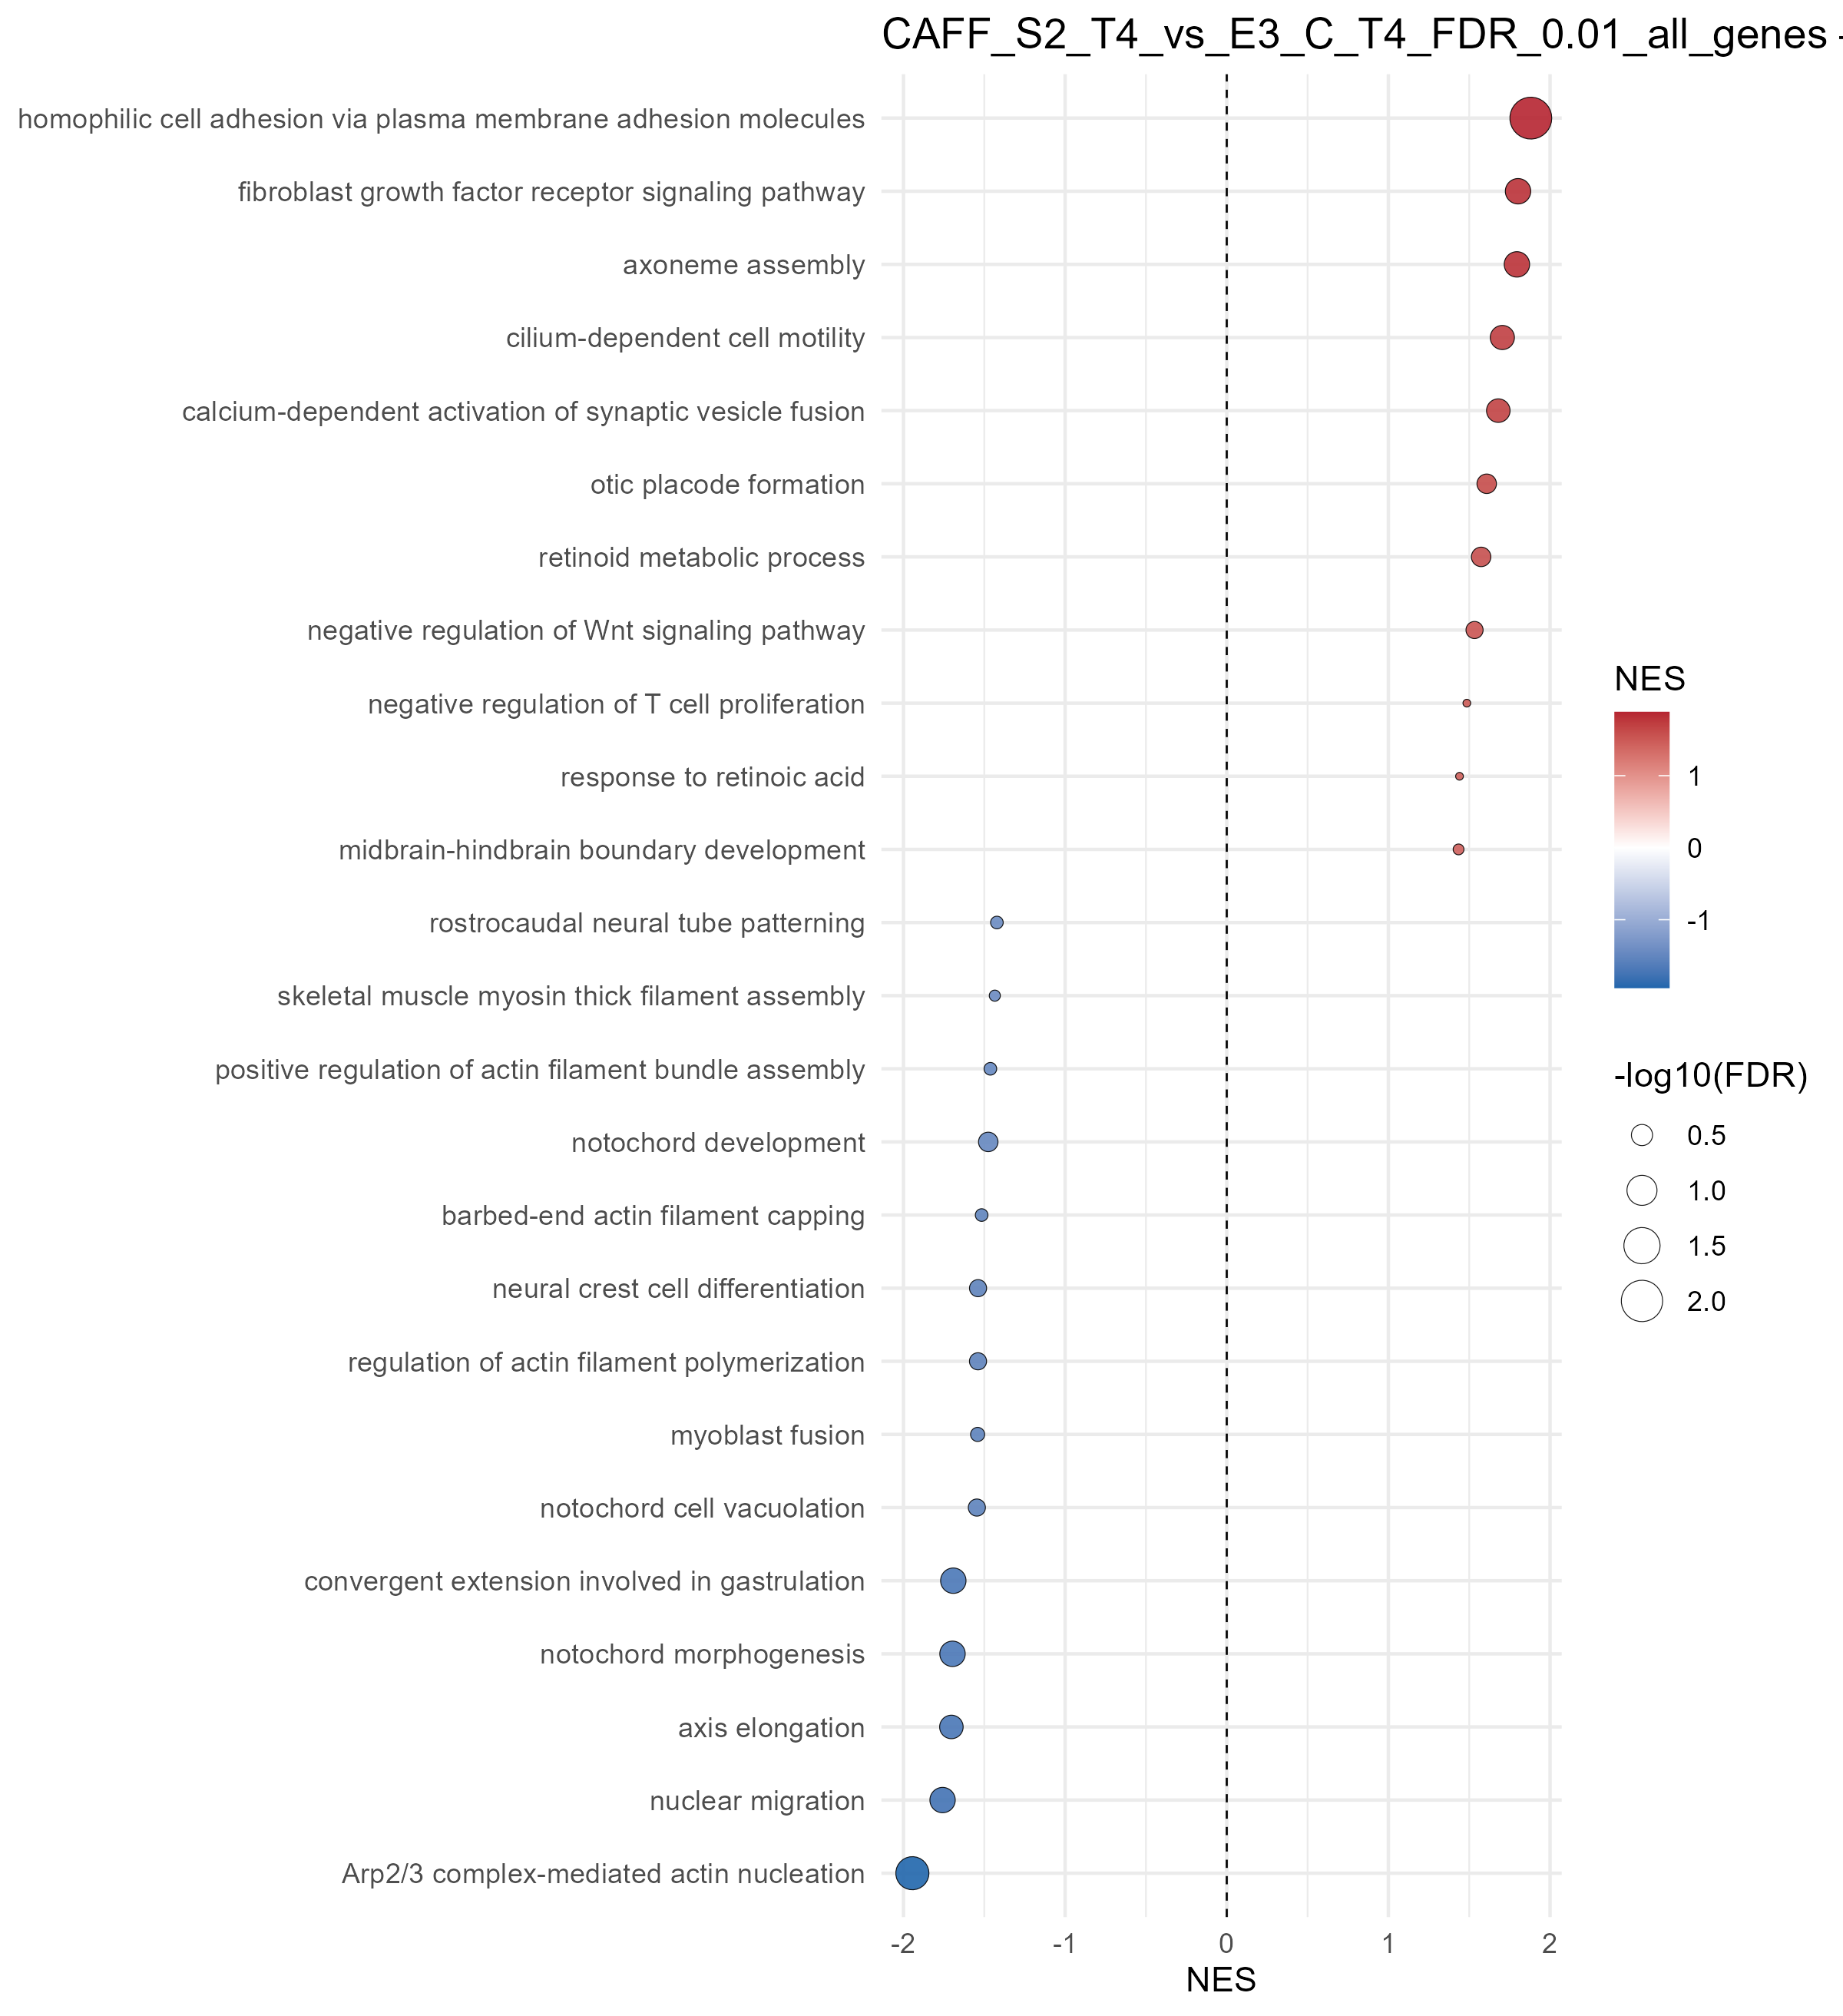 CAFF_S2_T4_vs_E3_C_T4_FDR_0.01_all_genes -
homophilic cell adhesion via plasma membrane adhesion molecules
fibroblast growth factor receptor signaling pathway
axoneme assembly
cilium-dependent cell motility
calcium-dependent activation of synaptic vesicle fusion
otic placode formation
retinoid metabolic process
negative regulation of Wnt signaling pathway
negative regulation of T cell proliferation
response to retinoic acid
midbrain-hindbrain boundary development
rostrocaudal neural tube patterning
skeletal muscle myosin thick filament assembly
positive regulation of actin filament bundle assembly
notochord development
barbed-end actin filament capping
neural crest cell differentiation
regulation of actin filament polymerization
myoblast fusion
notochord cell vacuolation
convergent extension involved in gastrulation
notochord morphogenesis
axis elongation
nuclear migration
Arp2/3 complex-mediated actin nucleation
-2 -1 0 1 2
NES
NES
1
0
-1
-log10(FDR)
0.5
1.0
1.5
2.0